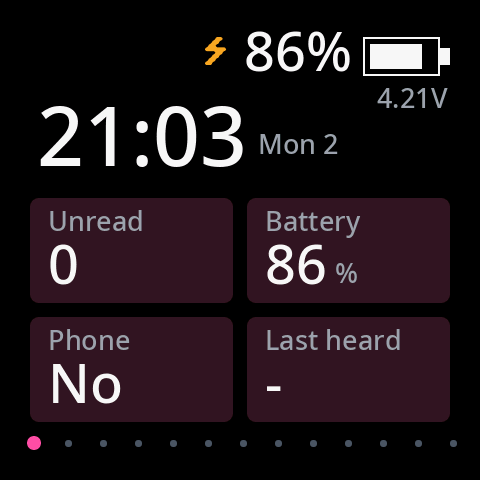 86%
4.21V
21:03 Mon 2
Unread
0
Battery
86 %
Phone
No
Last heard
-